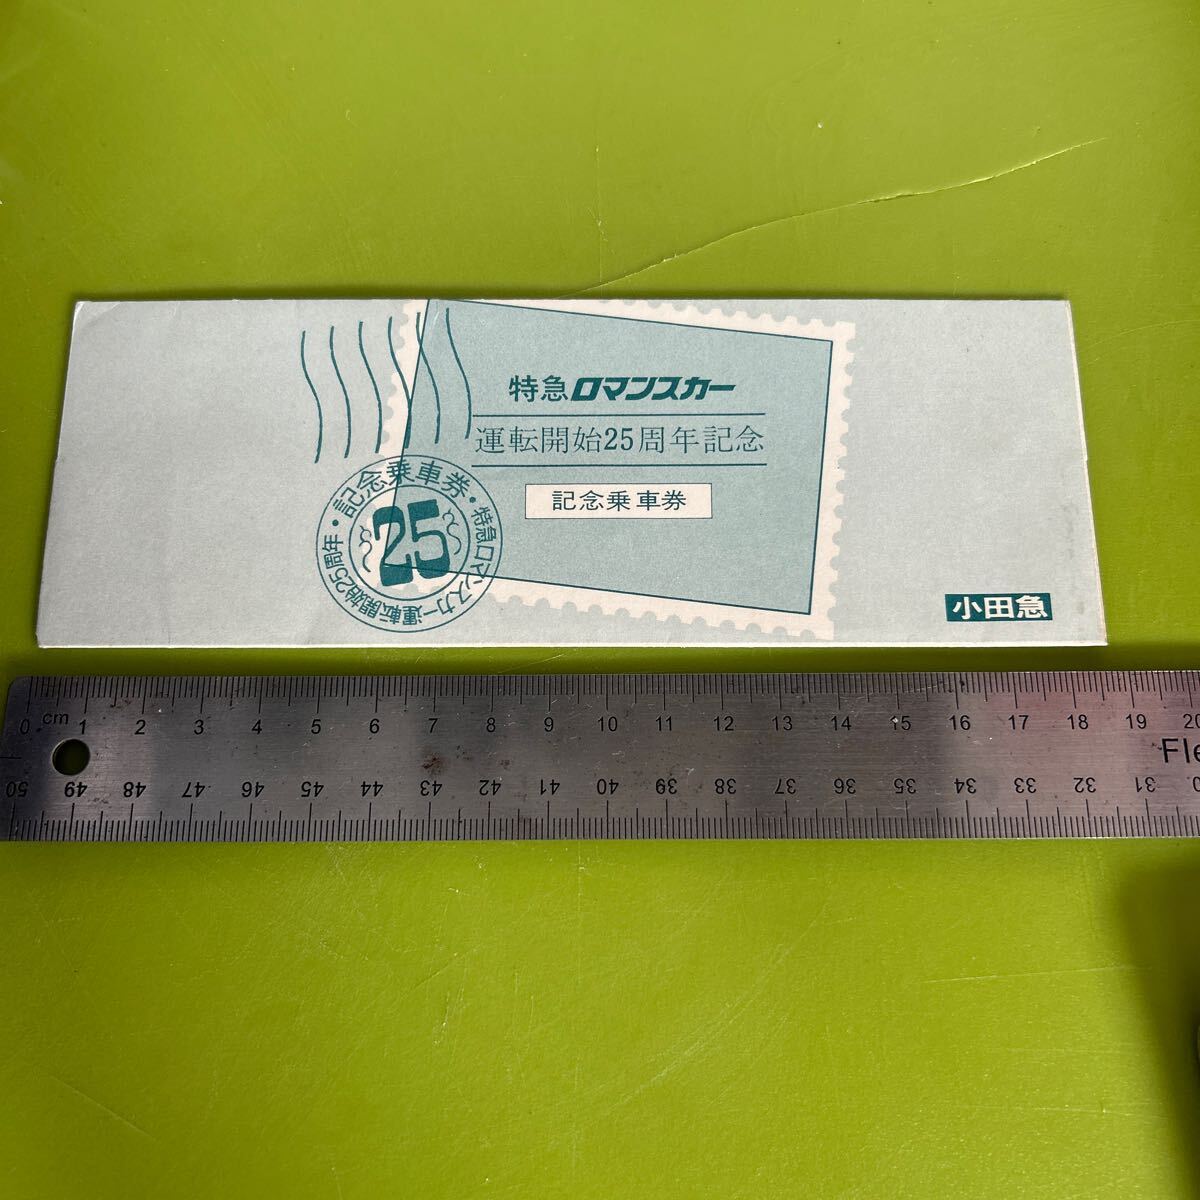 特急ロマンスカー
運転開始25周年記念
記念乗車券
記念乗車券・特急ロマンスカー運転開始25周年・
25
小田急
0 cm 1 2 3 4 5 6 7 8 9 10 11 12 13 14 15 16 17 18 19 20
Fle
50 49 48 47 46 45 44 43 42 41 40 39 38 37 36 35 34 33 32 31